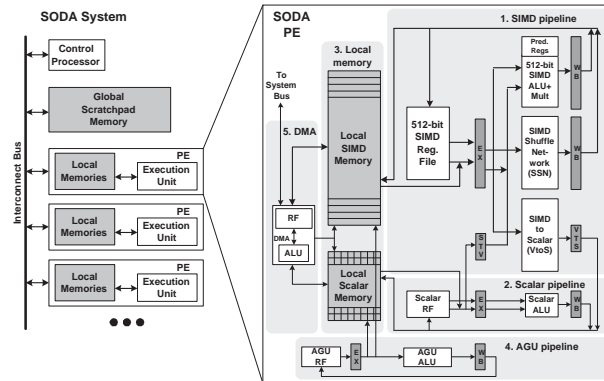 SODA System
Interconnect Bus
Control
Processor
Global
Scratchpad
Memory
PE
Local
Memories
Execution
Unit
PE
Local
Memories
Execution
Unit
PE
Local
Memories
Execution
Unit
SODA
PE
To
System
Bus
5. DMA
RF
DMA
ALU
3. Local
memory
Local
SIMD
Memory
Local
Scalar
Memory
1. SIMD pipeline
512-bit
SIMD
Reg.
File
E
X
Pred.
Regs
512-bit
SIMD
ALU+
Mult
W
B
SIMD
Shuffle
Network
(SSN)
W
B
S
T
V
SIMD
to
Scalar
(VtoS)
V
T
S
2. Scalar pipeline
Scalar
RF
E
X
Scalar
ALU
W
B
4. AGU pipeline
AGU
RF
E
X
AGU
ALU
W
B